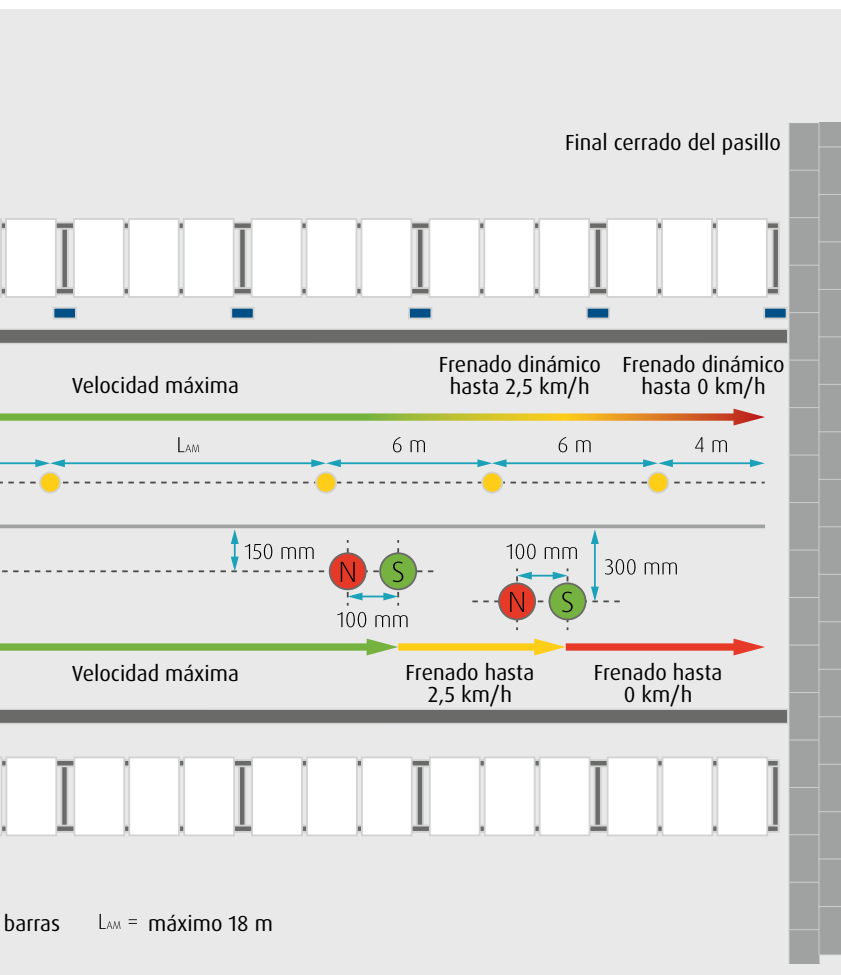 Final cerrado del pasillo
Velocidad máxima
Frenado dinámico
hasta 2,5 km/h
Frenado dinámico
hasta 0 km/h
LAM
6 m
6 m
4 m
150 mm
N
S
100 mm
100 mm
N
S
300 mm
Velocidad máxima
Frenado hasta
2,5 km/h
Frenado hasta
0 km/h
barras LAM = máximo 18 m